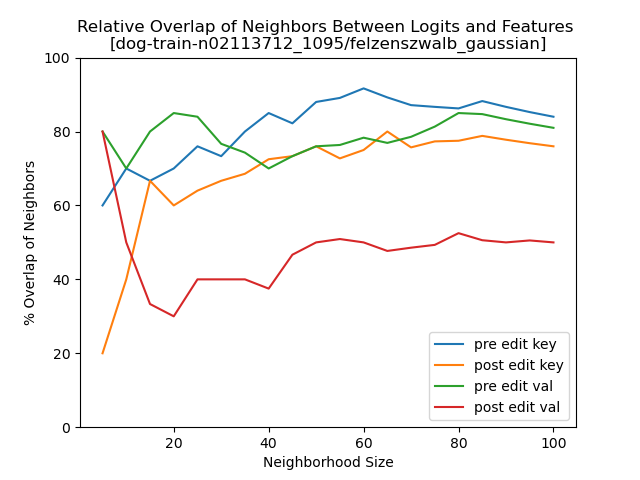 Relative Overlap of Neighbors Between Logits and Features
[dog-train-n02113712_1095/felzenszwalb_gaussian]
100
80
60
40
20
0
% Overlap of Neighbors
pre edit key
post edit key
pre edit val
post edit val
20 40 60 80 100
Neighborhood Size